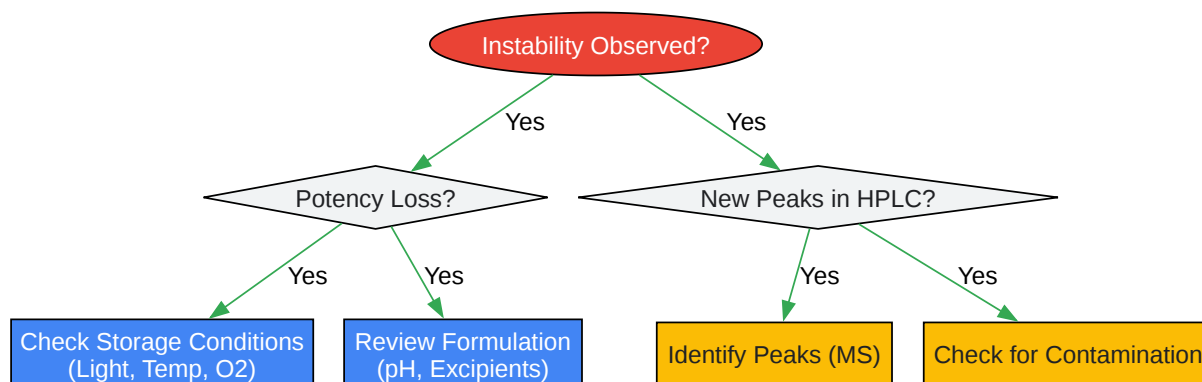 Instability Observed?
Yes
Yes
Potency Loss?
New Peaks in HPLC?
Yes
Yes
Yes
Yes
Check Storage Conditions
(Light, Temp, O2)
Review Formulation
(pH, Excipients)
Identify Peaks (MS)
Check for Contamination